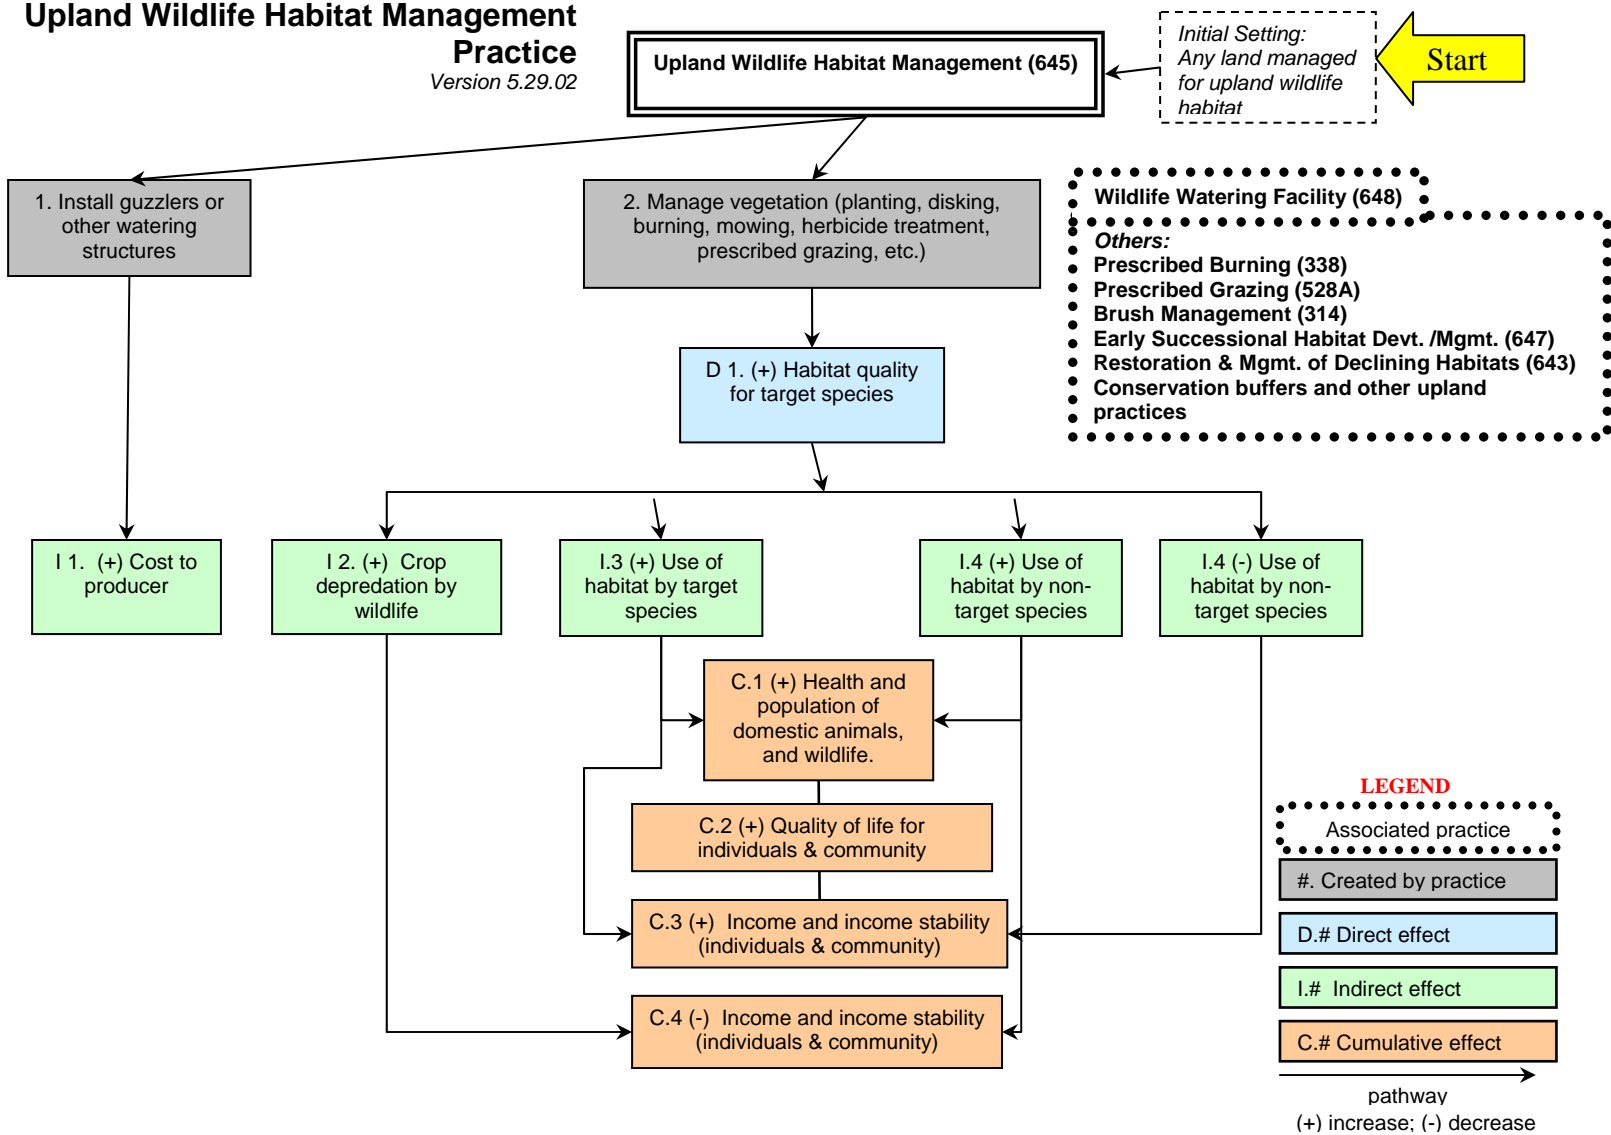 Upland Wildlife Habitat Management
Practice
Version 5.29.02
Upland Wildlife Habitat Management (645)
Initial Setting:
Any land managed
for upland wildlife
habitat
Start
1. Install guzzlers or
other watering
structures
2. Manage vegetation (planting, disking,
burning, mowing, herbicide treatment,
prescribed grazing, etc.)
Wildlife Watering Facility (648)
Others:
Prescribed Burning (338)
Prescribed Grazing (528A)
Brush Management (314)
Early Successional Habitat Devt. /Mgmt. (647)
Restoration & Mgmt. of Declining Habitats (643)
Conservation buffers and other upland
practices
D 1. (+) Habitat quality
for target species
I 1.  (+) Cost to
producer
I 2. (+)  Crop
depredation by
wildlife
I.3 (+) Use of
habitat by target
species
I.4 (+) Use of
habitat by non-
target species
I.4 (-) Use of
habitat by non-
target species
C.1 (+) Health and
population of
domestic animals,
and wildlife.
C.2 (+) Quality of life for
individuals & community
C.3 (+)  Income and income stability
(individuals & community)
C.4 (-)  Income and income stability
(individuals & community)
LEGEND
Associated practice
#. Created by practice
D.# Direct effect
I.#  Indirect effect
C.# Cumulative effect
pathway
(+) increase; (-) decrease